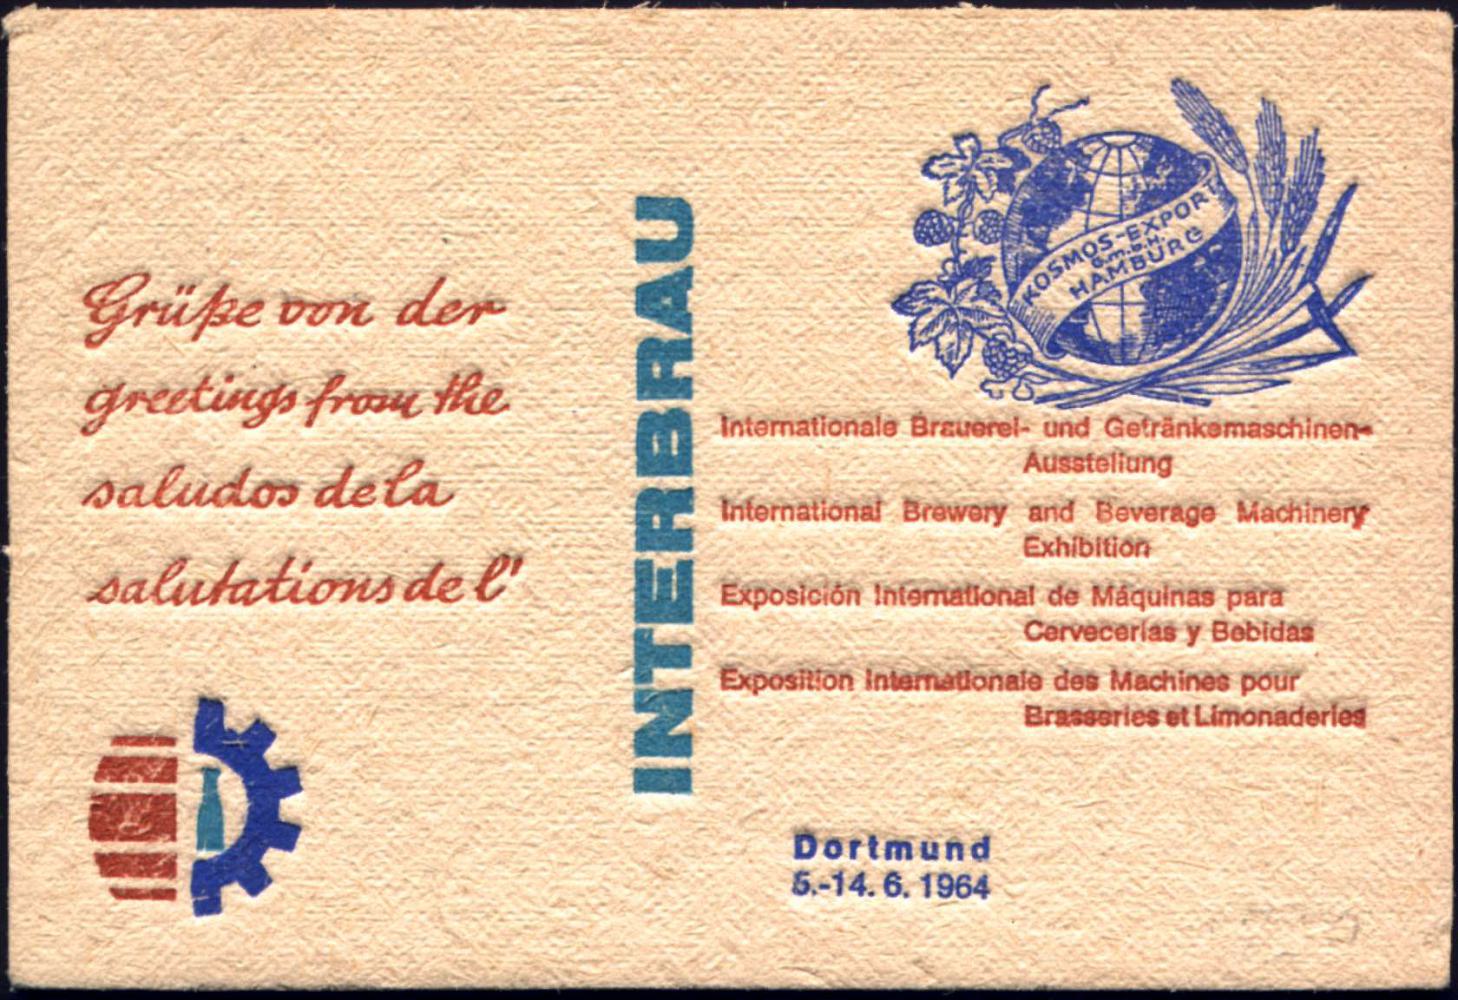 Grüße von der
greetings from the
saludos de la
salutations de l'
INTERBRAU
KOSMOS-EXPORT
G.m.b.H.
HAMBURG
Internationale Brauerei- und Getränkemaschinen-
Ausstellung
International Brewery and Beverage Machinery
Exhibition
Exposición International de Máquinas para
Cervecerías y Bebidas
Exposition Internationale des Machines pour
Brasseries et Limonaderies
Dortmund
5.-14. 6. 1964